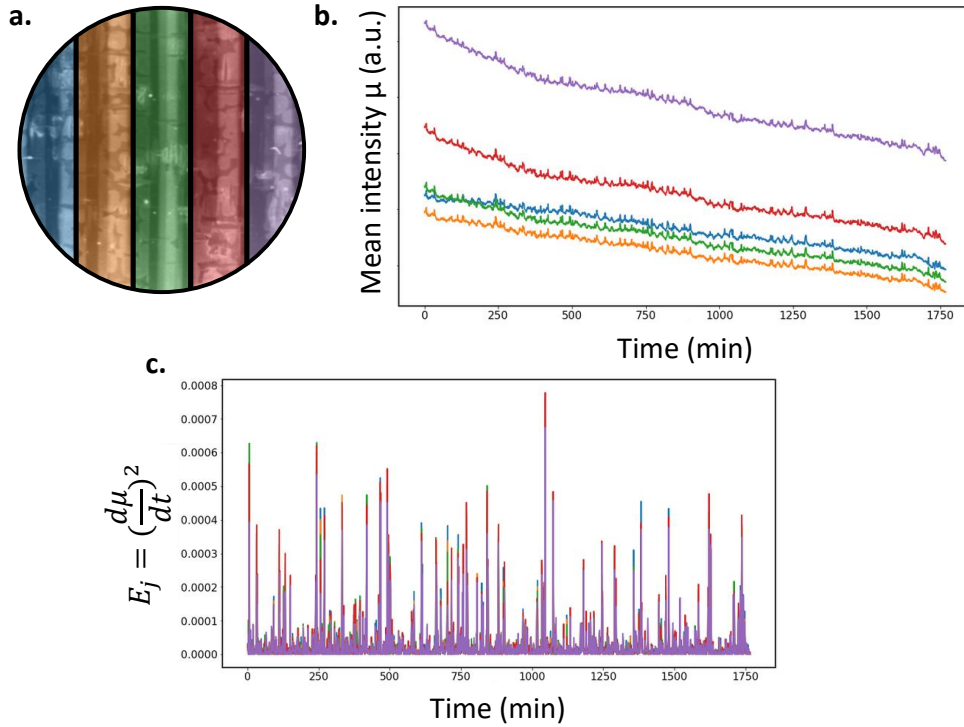 a.
b.
Mean intensity μ (a.u.)
0 250 500 750 1000 1250 1500 1750
Time (min)
c.
E_j = (dμ/dt)^2
0.0008
0.0007
0.0006
0.0005
0.0004
0.0003
0.0002
0.0001
0.0000
0 250 500 750 1000 1250 1500 1750
Time (min)